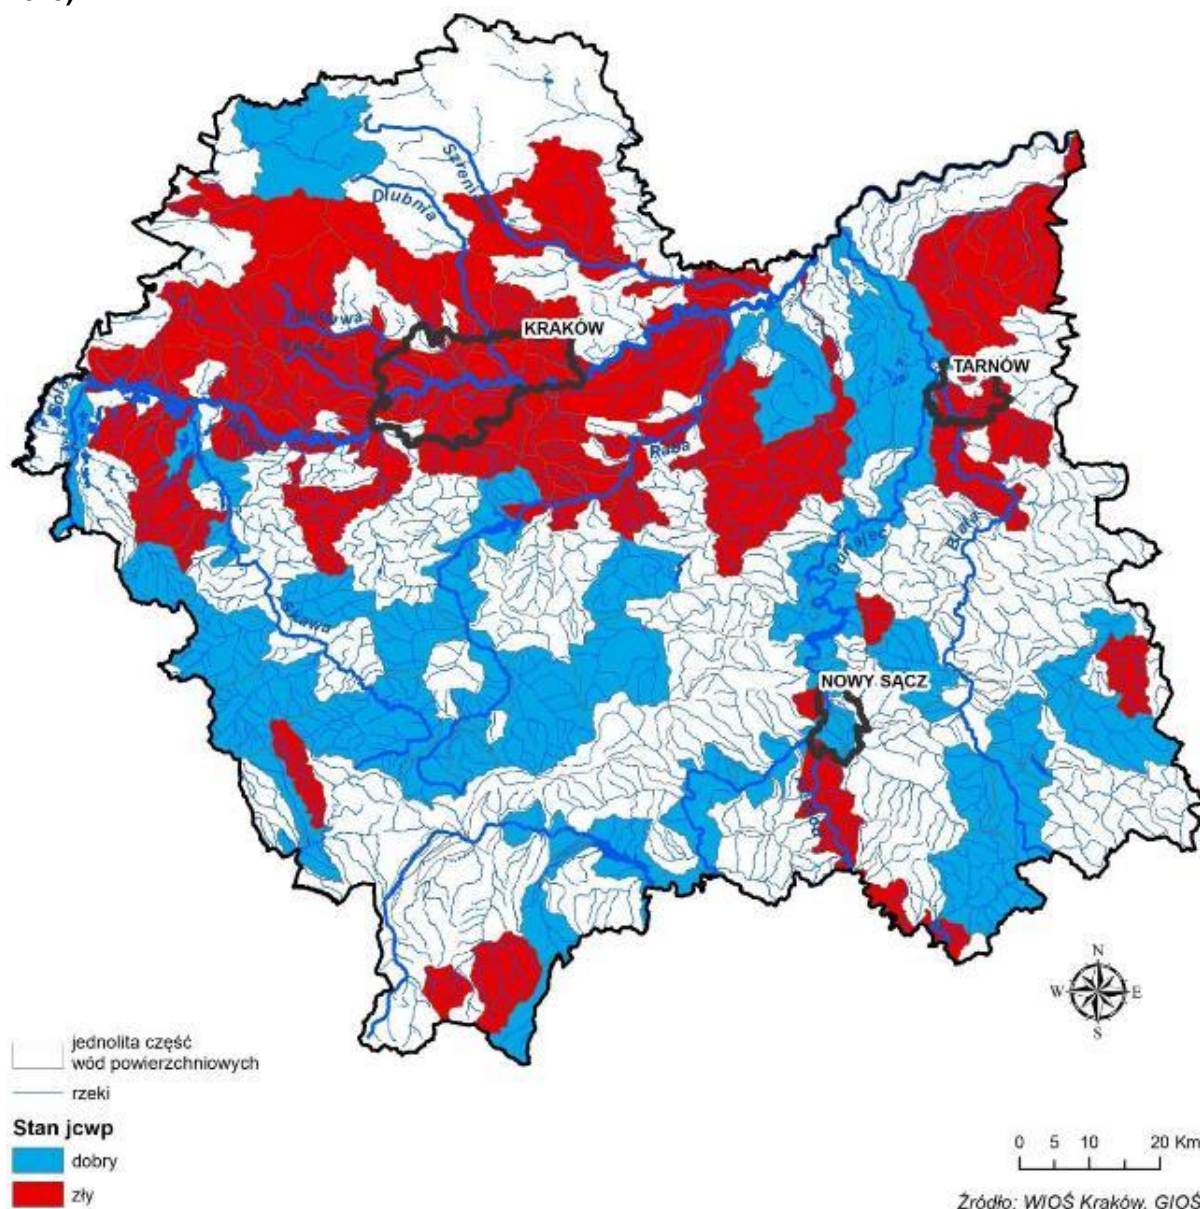 Szreni
Dłubnia
KRAKÓW
TARNÓW
Raba
Dunajec
Biała
Skawa
NOWY SĄCZ
N
W
E
S
jednolita część
wód powierzchniowych
rzeki
Stan jcwp
dobry
zły
0 5 10 20 Km
Źródło: WIOŚ Kraków, GIOŚ